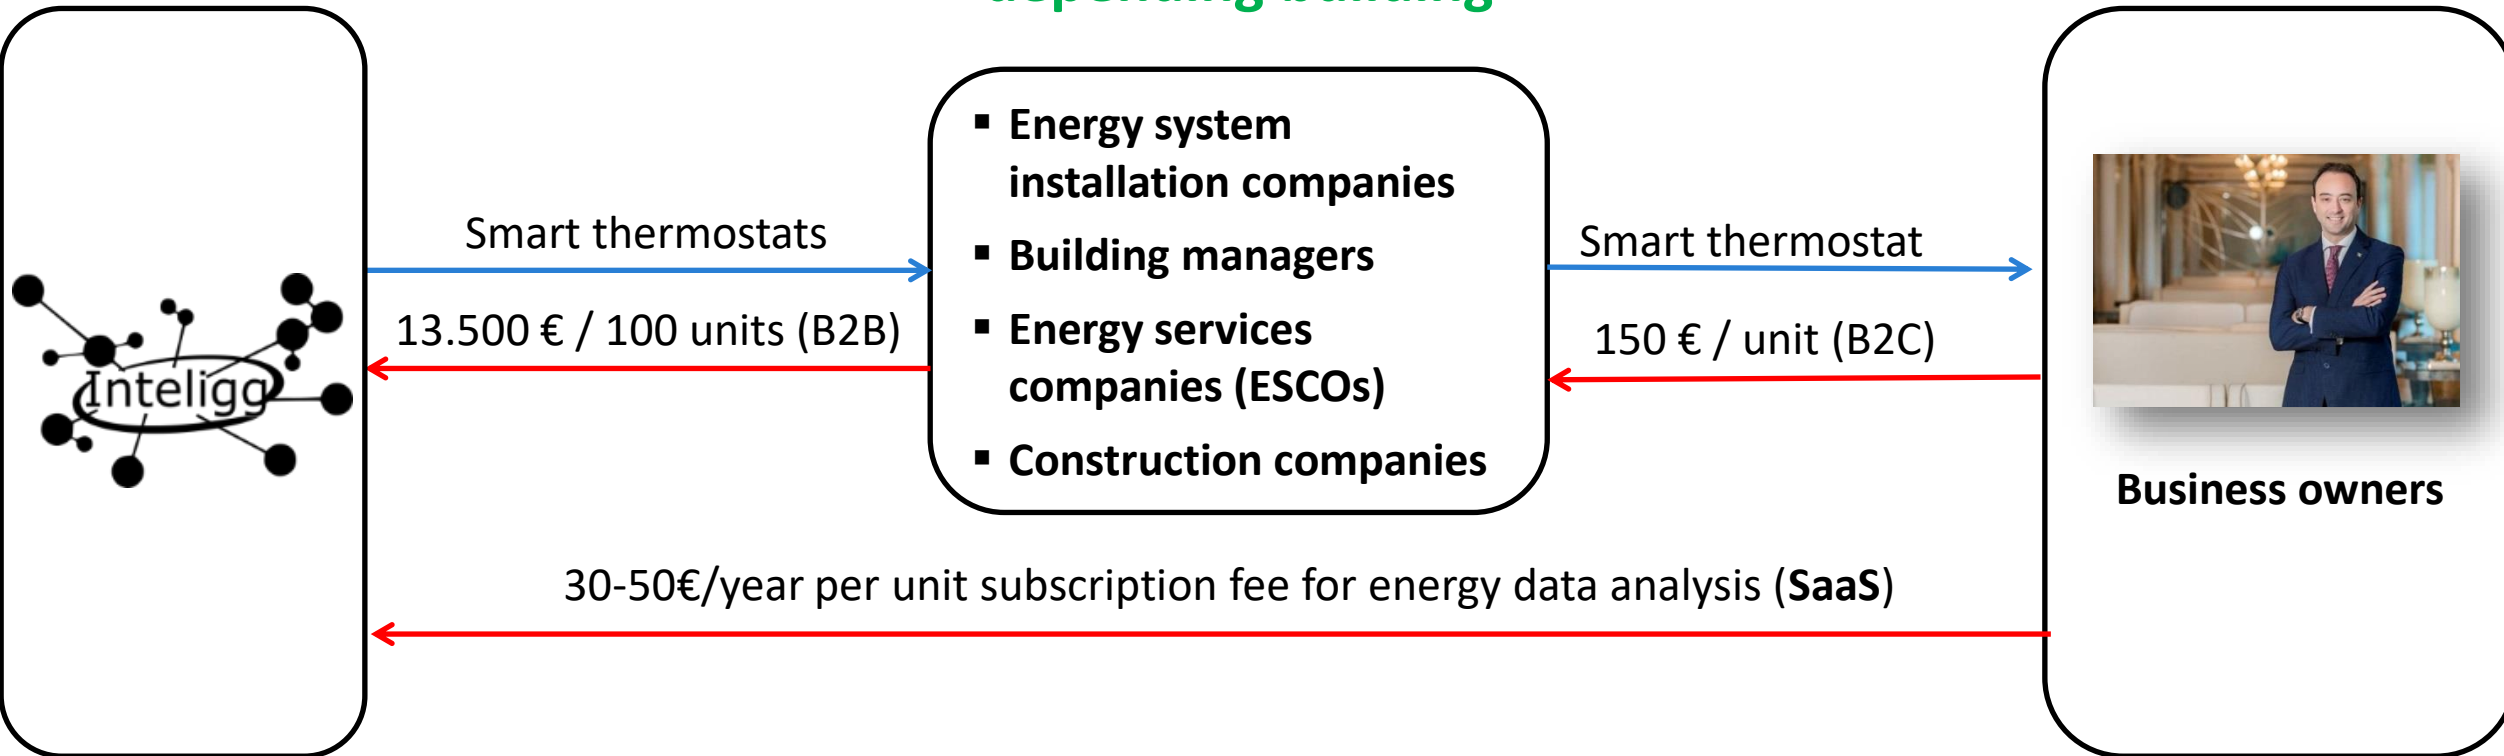 depending building
Smart thermostats
13.500 € / 100 units (B2B)
Inteligg
▪ Energy system
installation companies
▪ Building managers
▪ Energy services
companies (ESCOs)
▪ Construction companies
Smart thermostat
150 € / unit (B2C)
Business owners
30-50€/year per unit subscription fee for energy data analysis (SaaS)